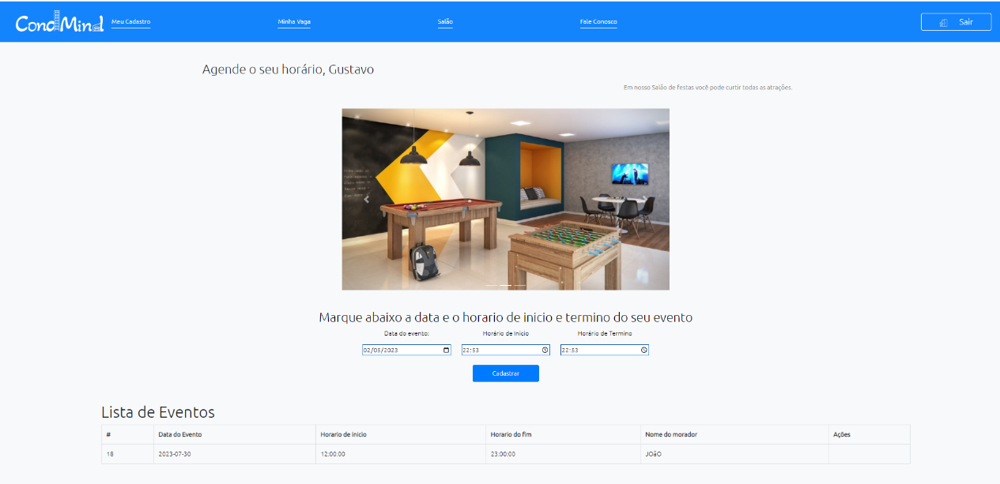 CondMind
Meu Cadastro
Minha Vaga
Salão
Fale Conosco
Sair
Agende o seu horário, Gustavo
Em nosso Salão de festas você pode curtir todas as atrações.
Marque abaixo a data e o horario de inicio e termino do seu evento
Data do evento: Horário de Inicio Horário de Termino
02/05/2023 22:53 22:53
Cadastrar
Lista de Eventos
# Data do Evento Horario de inicio Horario do fim Nome do morador Ações
18 2023-07-30 12:00:00 23:00:00 JOãO